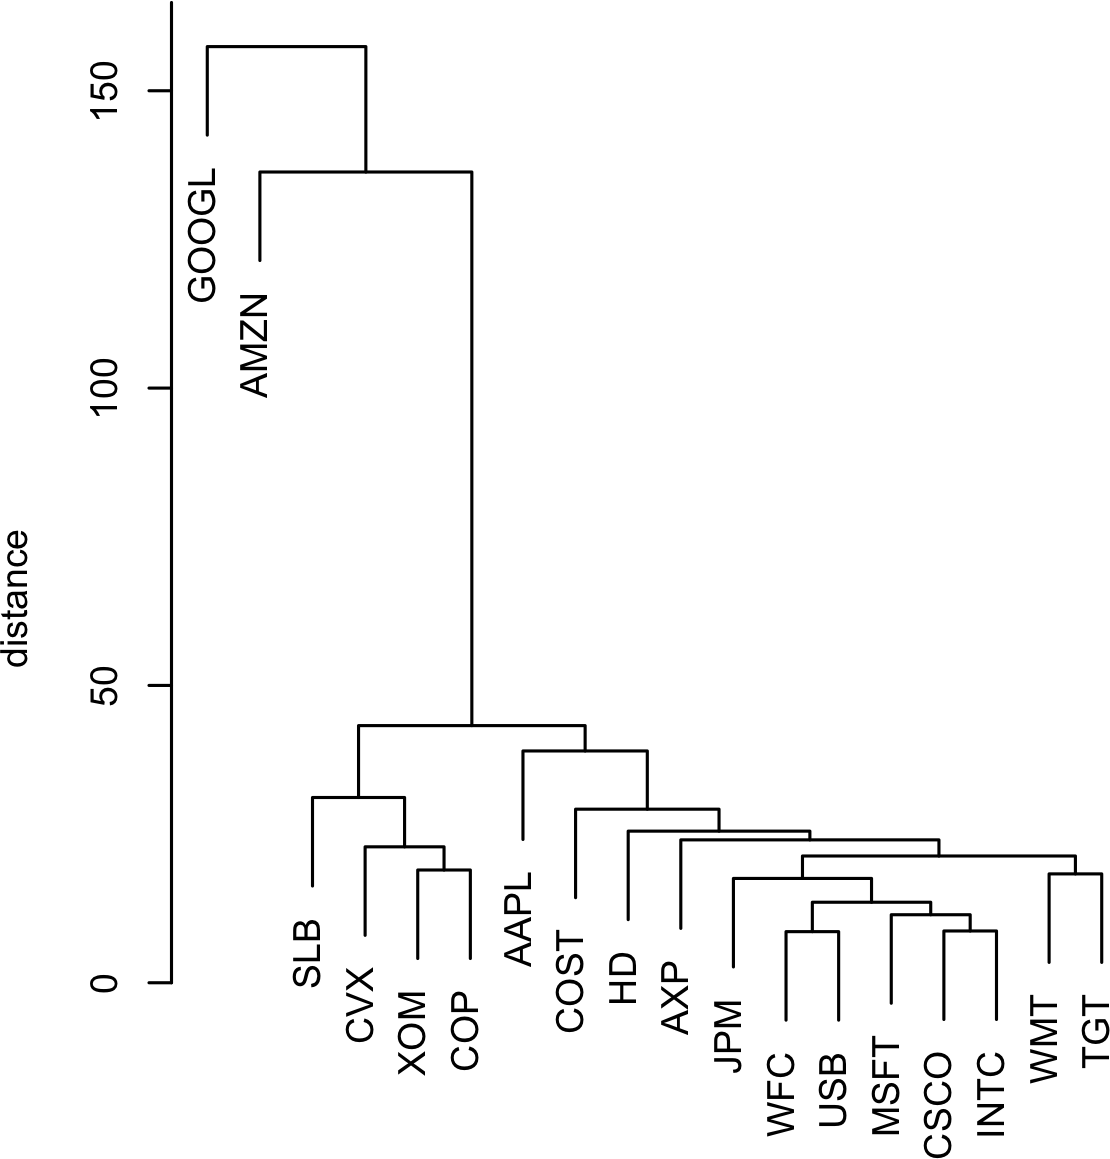 distance
150
100
50
0
GOOGL
AMZN
SLB
CVX
XOM
COP
AAPL
COST
HD
AXP
JPM
WFC
USB
MSFT
CSCO
INTC
WMT
TGT